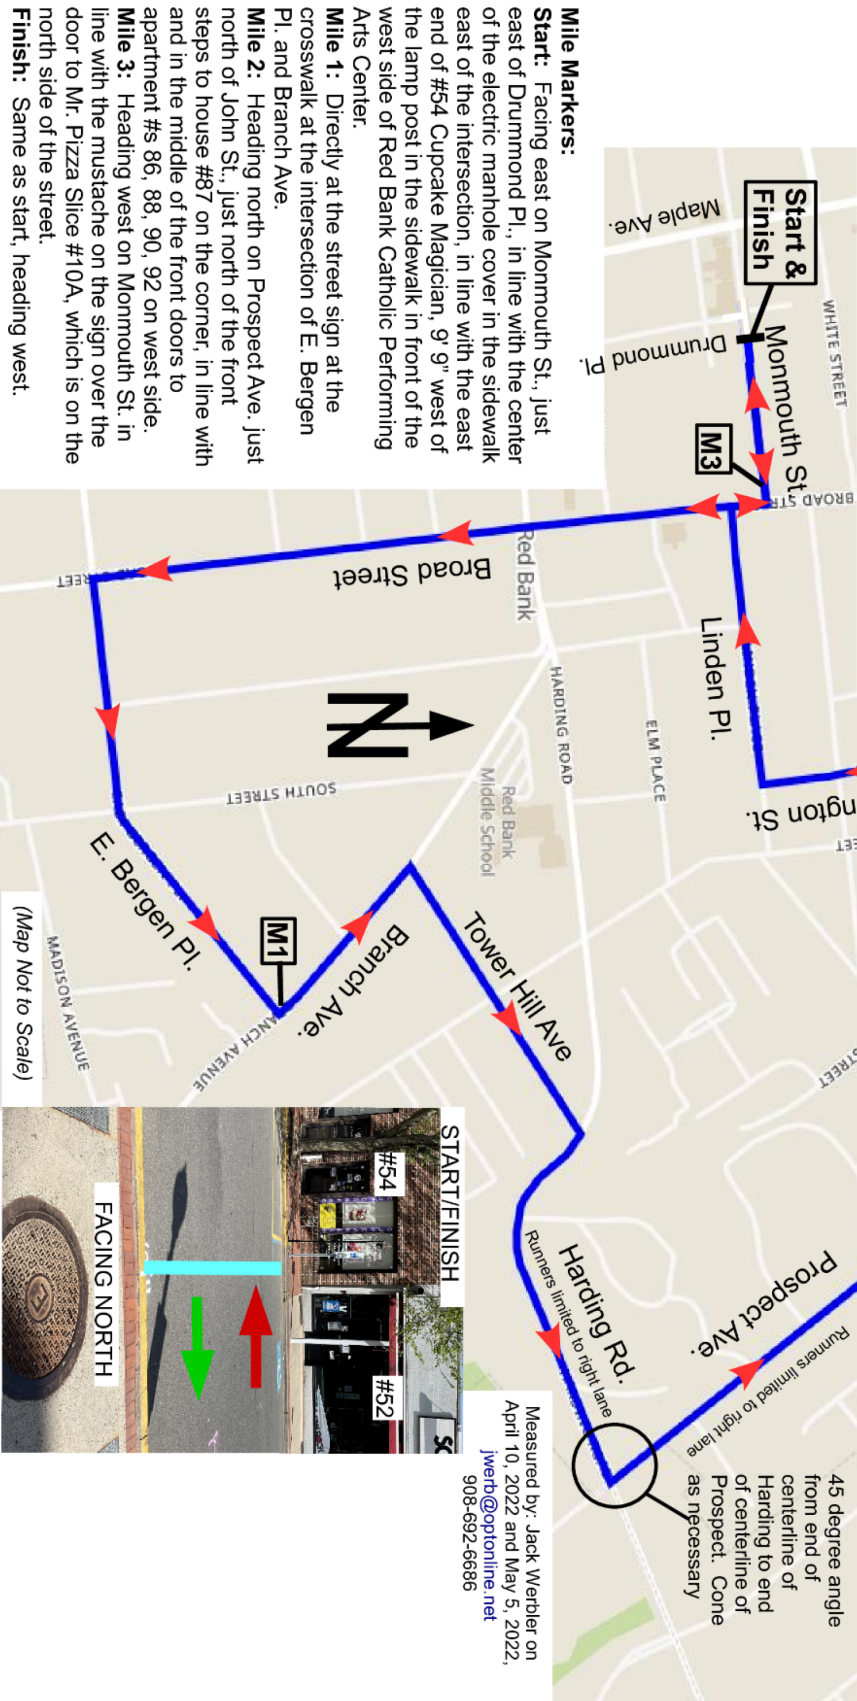 Mile Markers:
Start: Facing east on Monmouth St., just
east of Drummond Pl., in line with the center
of the electric manhole cover in the sidewalk
east of the intersection, in line with the east
end of #54 Cupcake Magician, 9' 9" west of
the lamp post in the sidewalk in front of the
west side of Red Bank Catholic Performing
Arts Center.
Mile 1: Directly at the street sign at the
crosswalk at the intersection of E. Bergen
Pl. and Branch Ave.
Mile 2: Heading north on Prospect Ave. just
north of John St., just north of the front
steps to house #87 on the corner, in line with
and in the middle of the front doors to
apartment #s 86, 88, 90, 92 on west side.
Mile 3: Heading west on Monmouth St. in
line with the mustache on the sign over the
door to Mr. Pizza Slice #10A, which is on the
north side of the street.
Finish: Same as start, heading west.
Start &
Finish
Maple Ave.
WHITE STREET
Drummond Pl.
Monmouth St.
M3
BROAD STR
Broad Street
Red Bank
Linden Pl.
HARDING ROAD
ELM PLACE
ngton St.
N
Red Bank
Middle School
SOUTH STREET
E. Bergen Pl.
M1
Branch Ave.
ANCH AVENUE
MADISON AVENUE
(Map Not to Scale)
Tower Hill Ave
STREET
Harding Rd.
Runners limited to right lane
Prospect Ave.
Runners limited to right lane
45 degree angle
from end of
centerline of
Harding to end
of centerline of
Prospect. Cone
as necessary
Measured by: Jack Werbler on
April 10, 2022 and May 5, 2022,
jwerb@optonline.net
908-692-6686
START/FINISH
#54
#52
SC
FACING NORTH